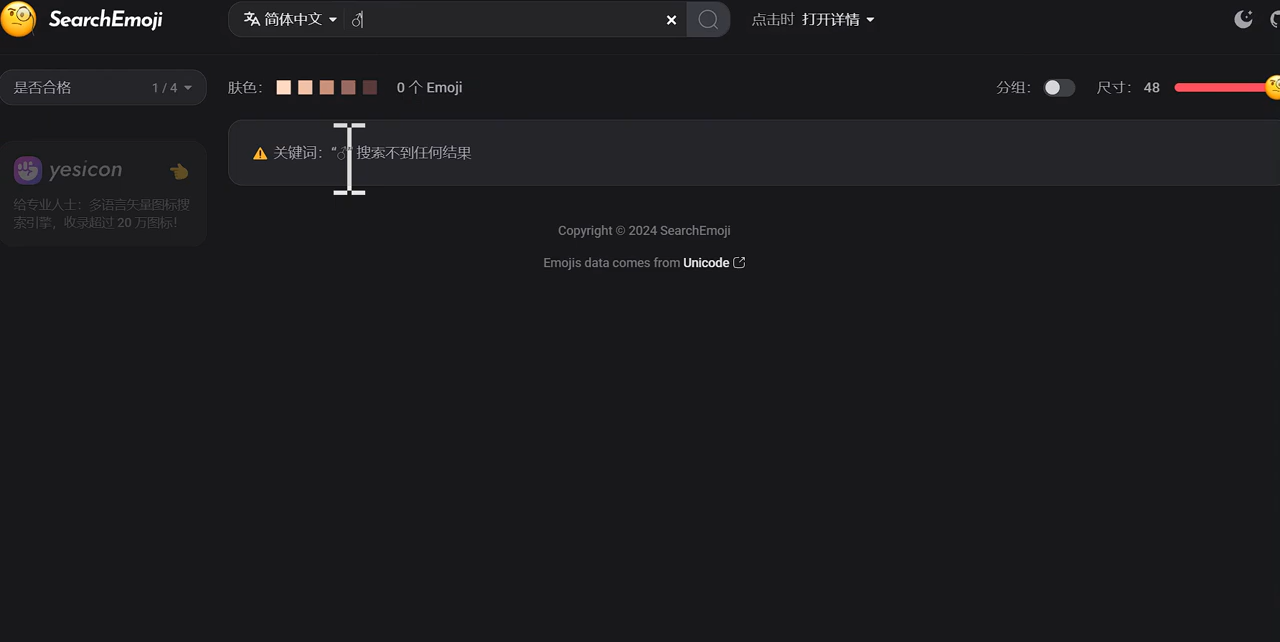 SearchEmoji
简体中文
⚦
点击时 打开详情
是否合格 1 / 4
肤色： 0 个 Emoji
分组：
尺寸： 48
关键词：“⚦” 搜索不到任何结果
yesicon
给专业人士：多语言矢量图标搜
索引擎，收录超过 20 万图标！
Copyright © 2024 SearchEmoji
Emojis data comes from Unicode